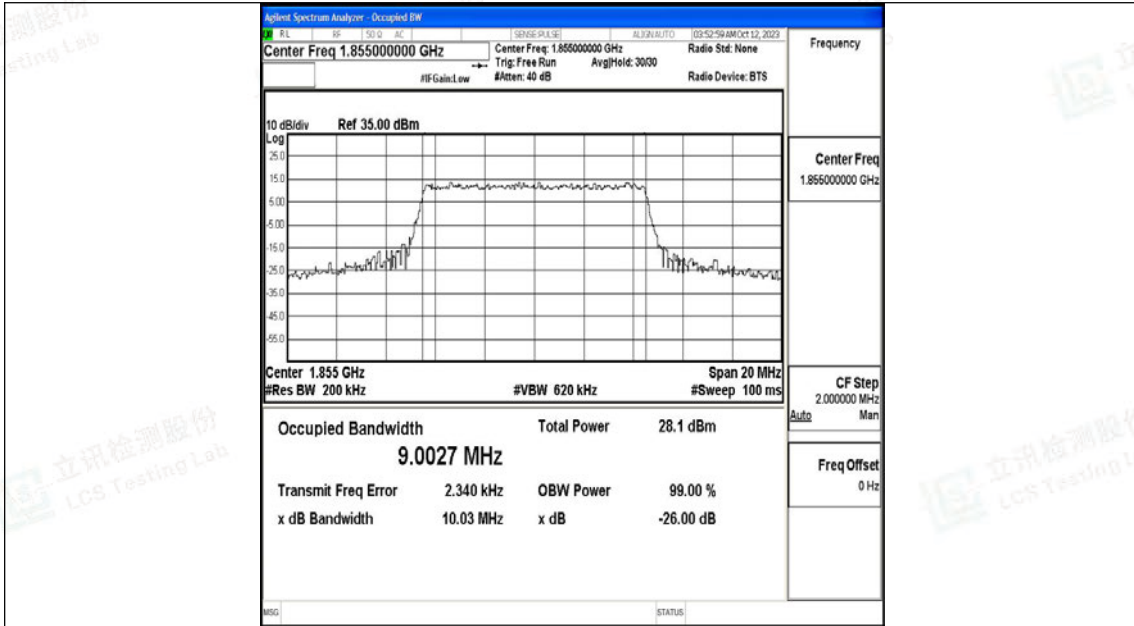 Agilent Spectrum Analyzer - Occupied BW
RL RF 50 Ω AC SENSE:PULSE ALIGNAUTO 03:52:59 AM Oct 12, 2023
Center Freq 1.855000000 GHz
Center Freq: 1.855000000 GHz
Radio Std: None
Trig: Free Run Avg|Hold: 30/30
#IFGain:Low
#Atten: 40 dB
Radio Device: BTS
10 dB/div Ref 35.00 dBm
Log
25.0
15.0
5.00
-5.00
-15.0
-25.0
-35.0
-45.0
-55.0
Center 1.855 GHz Span 20 MHz
#Res BW 200 kHz #VBW 620 kHz #Sweep 100 ms
Occupied Bandwidth Total Power 28.1 dBm
9.0027 MHz
Transmit Freq Error 2.340 kHz OBW Power 99.00 %
x dB Bandwidth 10.03 MHz x dB -26.00 dB
MSG STATUS
Frequency
Center Freq
1.855000000 GHz
CF Step
2.000000 MHz
Auto Man
Freq Offset
0 Hz
立讯检测股份
LCS Testing Lab
立讯检测股份
LCS Testing